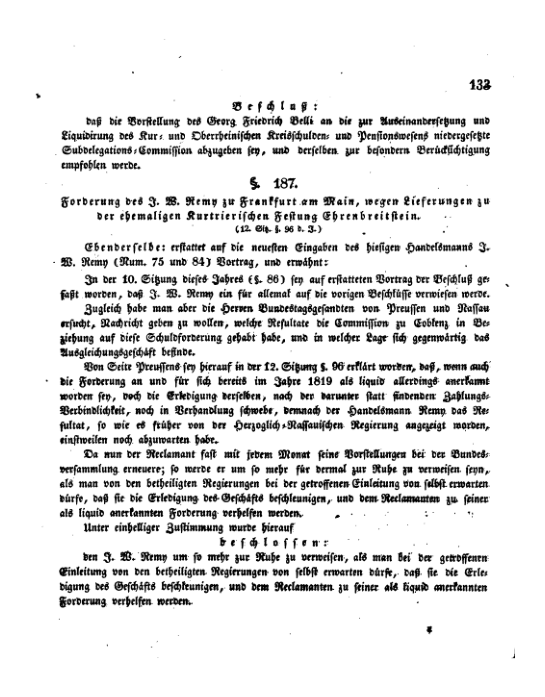 133
Beschluß:
daß die Vorstellung des Georg Friedrich Belli an die zur Auseinandersetzung und
Liquidirung des Kur- und Oberrheinischen Kreisschulden- und Pensionswesens niedergesetzte
Subdelegations-Commission abzugeben sey, und derselben zur besondern Berücksichtigung
empfohlen werde.
§. 187.
Forderung des J. W. Remy zu Frankfurt am Main, wegen Lieferungen zu
der ehemaligen Kurtrierischen Festung Ehrenbreitstein.
(12. Sitz. §. 96 d. J.)
Ebenderselbe: erstattet auf die neuesten Eingaben des hiesigen Handelsmanns J.
W. Remy (Num. 75 und 84) Vortrag, und erwähnt:
In der 10. Sitzung dieses Jahres (§. 86) sey auf erstatteten Vortrag der Beschluß ge-
faßt worden, daß J. W. Remy ein für allemal auf die vorigen Beschlüsse verwiesen werde.
Zugleich habe man aber die Herren Bundestagsgesandten von Preussen und Nassau
ersucht, Nachricht geben zu wollen, welche Resultate die Commission zu Coblenz in Be-
ziehung auf diese Schuldforderung gehabt habe, und in welcher Lage sich gegenwärtig das
Ausgleichungsgeschäft befinde.
Von Seite Preussens sey hierauf in der 12. Sitzung §. 96 erklärt worden, daß, wenn auch
die Forderung an und für sich bereits im Jahre 1819 als liquid allerdings anerkannt
worden sey, doch die Erledigung derselben, nach der darunter statt findenden Zahlungs-
Verbindlichkeit, noch in Verhandlung schwebe, demnach der Handelsmann Remy das Re-
sultat, so wie es früher von der Herzoglich-Nassauischen Regierung angezeigt worden,
einstweilen noch abzuwarten habe.
Da nun der Reclamant fast mit jedem Monat seine Vorstellungen bei der Bundes-
versammlung erneuere; so werde er um so mehr für dermal zur Ruhe zu verweisen seyn,
als man von den betheiligten Regierungen bei der getroffenen Einleitung von selbst erwarten
dürfe, daß sie die Erledigung des Geschäfts beschleunigen, und dem Reclamanten zu seiner
als liquid anerkannten Forderung verhelfen werden.
Unter einhelliger Zustimmung wurde hierauf
beschlossen:
den J. W. Remy um so mehr zur Ruhe zu verweisen, als man bei der getroffenen
Einleitung von den betheiligten Regierungen von selbst erwarten dürfe, daß sie die Erle-
digung des Geschäfts beschleunigen, und dem Reclamanten zu seiner als liquid anerkannten
Forderung verhelfen werden.